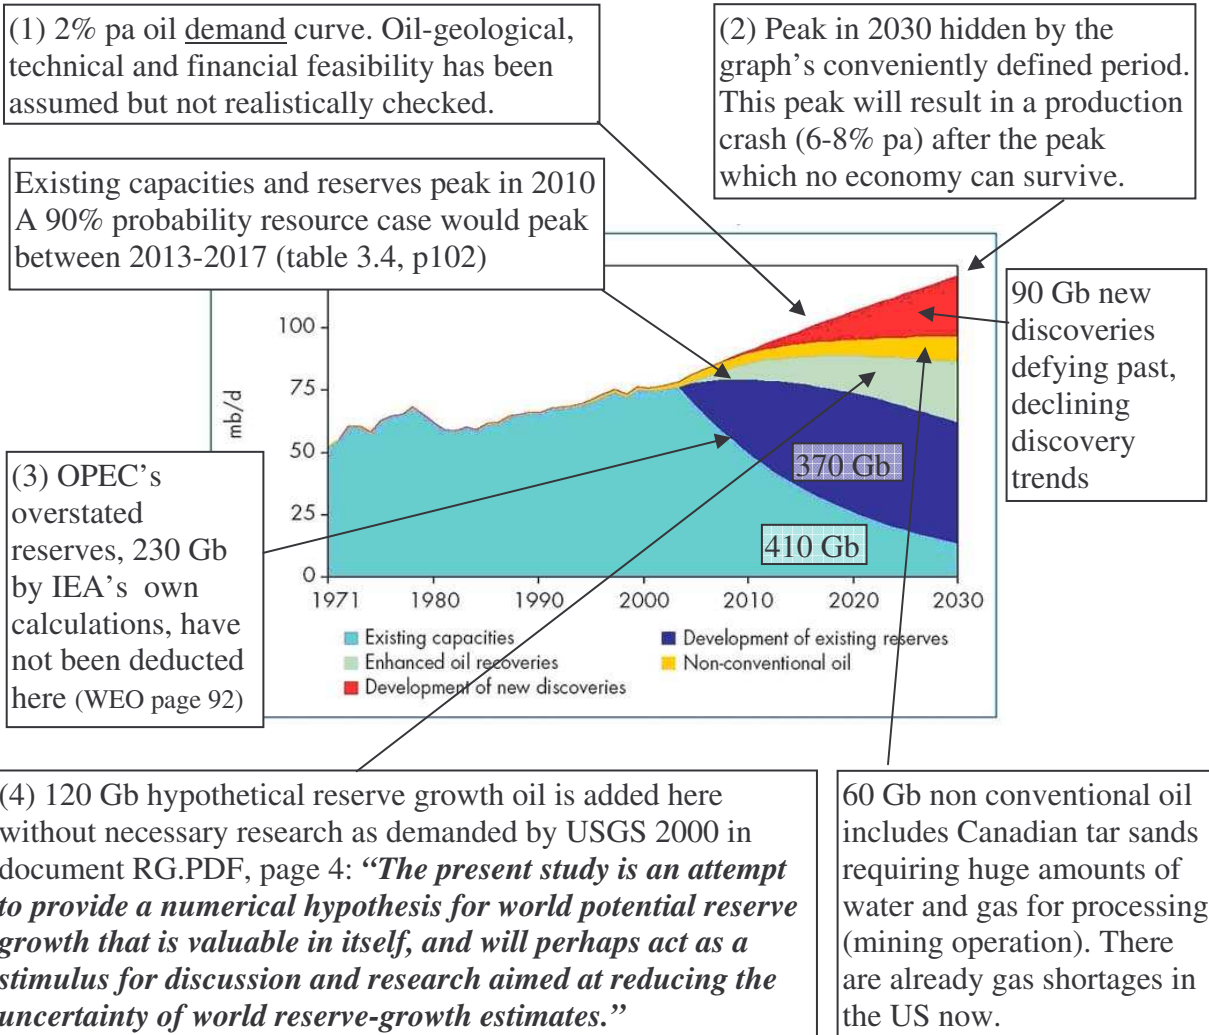 (1) 2% pa oil demand curve. Oil-geological,
technical and financial feasibility has been
assumed but not realistically checked.
(2) Peak in 2030 hidden by the
graph's conveniently defined period.
This peak will result in a production
crash (6-8% pa) after the peak
which no economy can survive.
Existing capacities and reserves peak in 2010
A 90% probability resource case would peak
between 2013-2017 (table 3.4, p102)
90 Gb new
discoveries
defying past,
declining
discovery
trends
(3) OPEC's
overstated
reserves, 230 Gb
by IEA's own
calculations, have
not been deducted
here (WEO page 92)
mb/d
100
75
50
25
0
370 Gb
410 Gb
1971 1980 1990 2000 2010 2020 2030
Existing capacities
Development of existing reserves
Enhanced oil recoveries
Non-conventional oil
Development of new discoveries
(4) 120 Gb hypothetical reserve growth oil is added here
without necessary research as demanded by USGS 2000 in
document RG.PDF, page 4: “The present study is an attempt
to provide a numerical hypothesis for world potential reserve
growth that is valuable in itself, and will perhaps act as a
stimulus for discussion and research aimed at reducing the
uncertainty of world reserve-growth estimates.”
60 Gb non conventional oil
includes Canadian tar sands
requiring huge amounts of
water and gas for processing
(mining operation). There
are already gas shortages in
the US now.